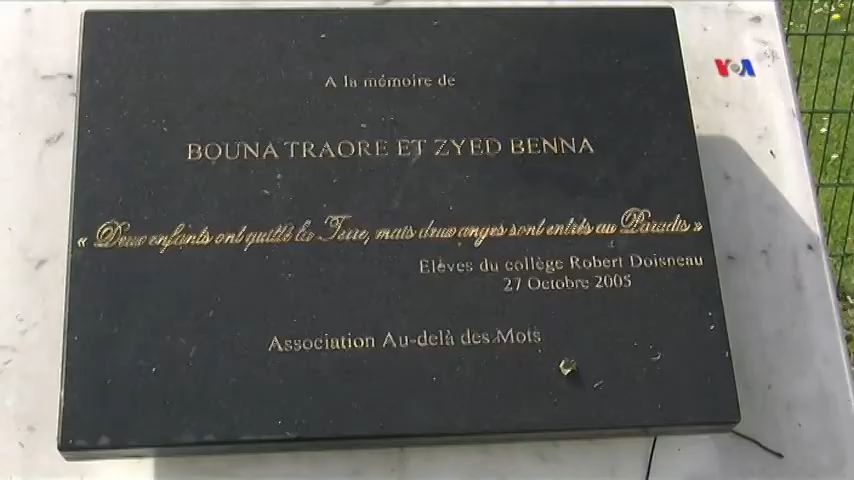 A la mémoire de
VOA
BOUNA TRAORE ET ZYED BENNA
« Deux enfants ont quitté la Terre, mais deux anges sont entrés au Paradis »
Elèves du collège Robert Doisneau
27 Octobre 2005
Association Au-delà des Mots